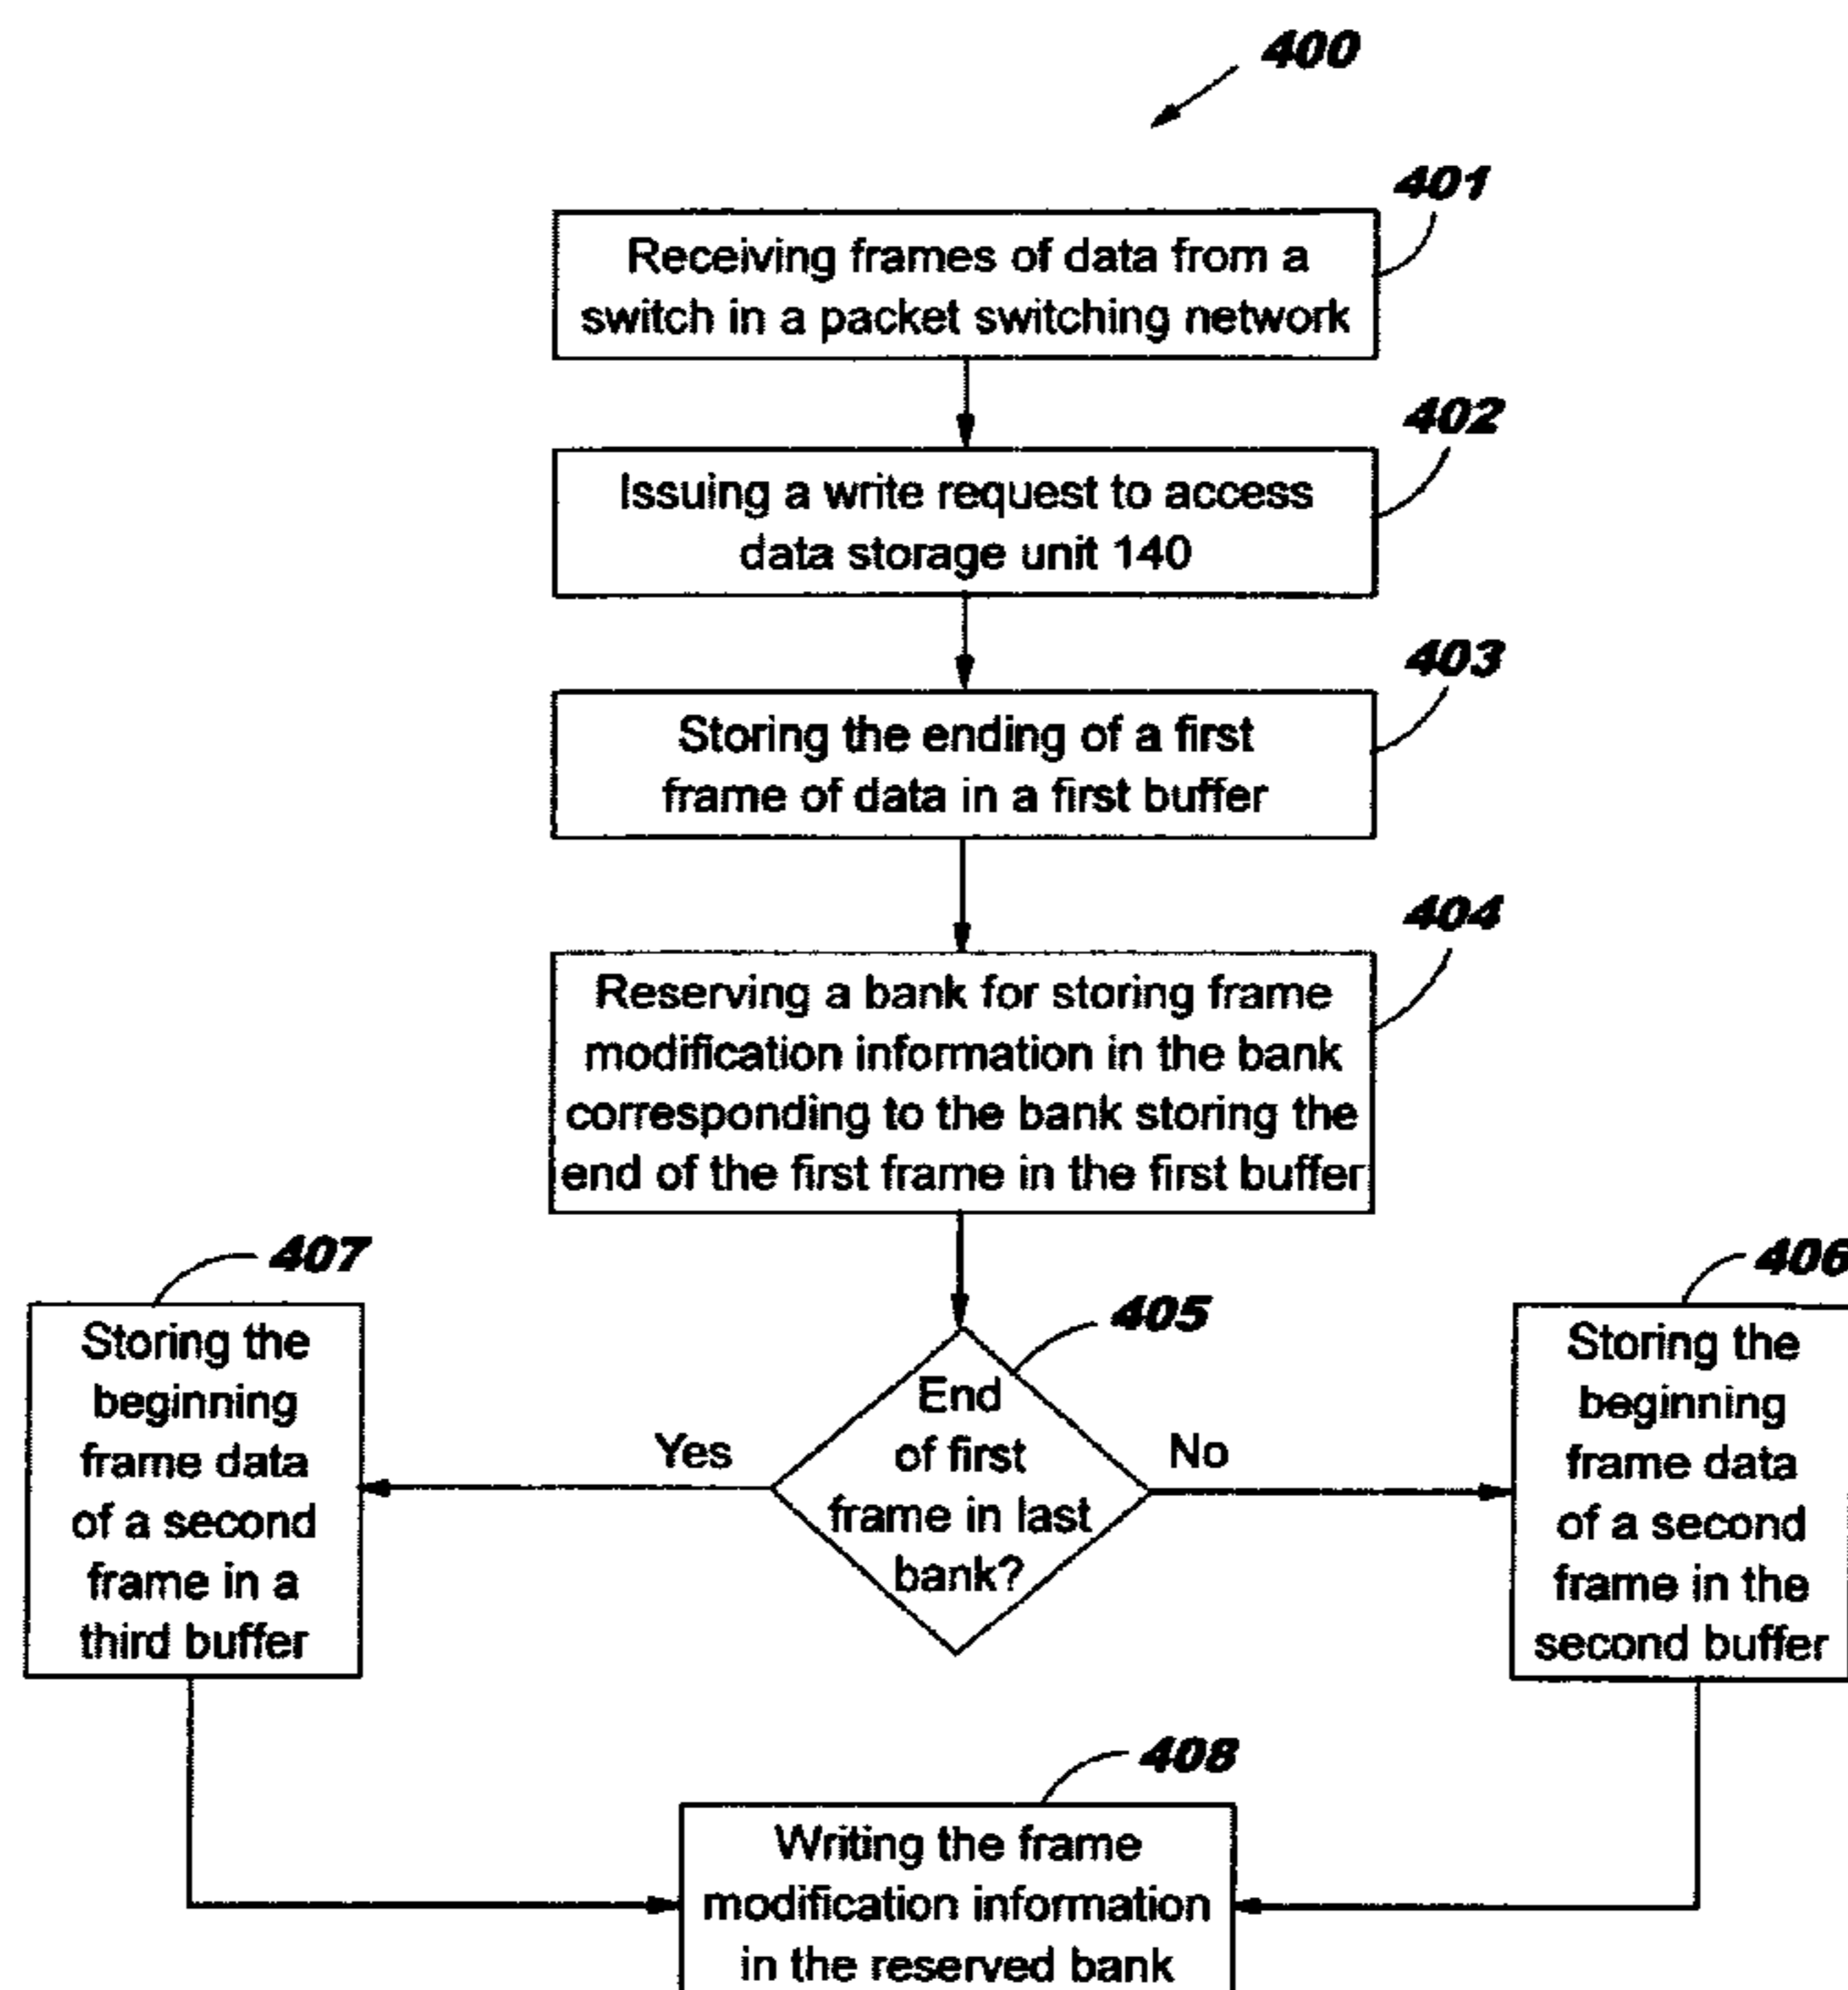 400
401
Receiving frames of data from a
switch in a packet switching network
402
Issuing a write request to access
data storage unit 140
403
Storing the ending of a first
frame of data in a first buffer
404
Reserving a bank for storing frame
modification information in the bank
corresponding to the bank storing the
end of the first frame in the first buffer
405
End
of first
frame in last
bank?
Yes
No
407
Storing the
beginning
frame data
of a second
frame in a
third buffer
406
Storing the
beginning
frame data
of a second
frame in the
second buffer
408
Writing the frame
modification information
in the reserved bank